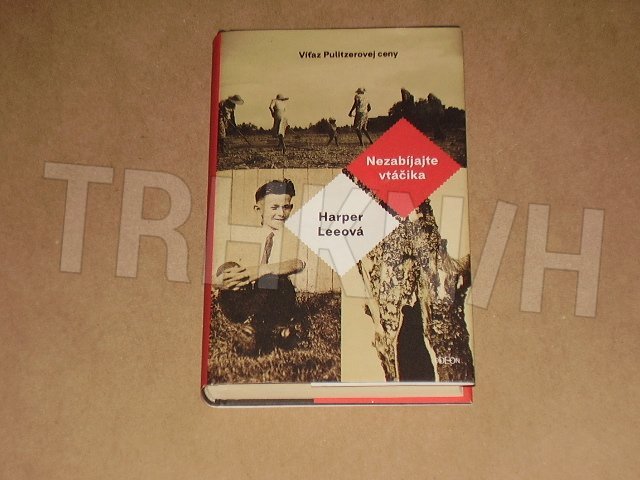 Víťaz Pulitzerovej ceny
Nezabíjajte
vtáčika
Harper
Leeová
ODEON